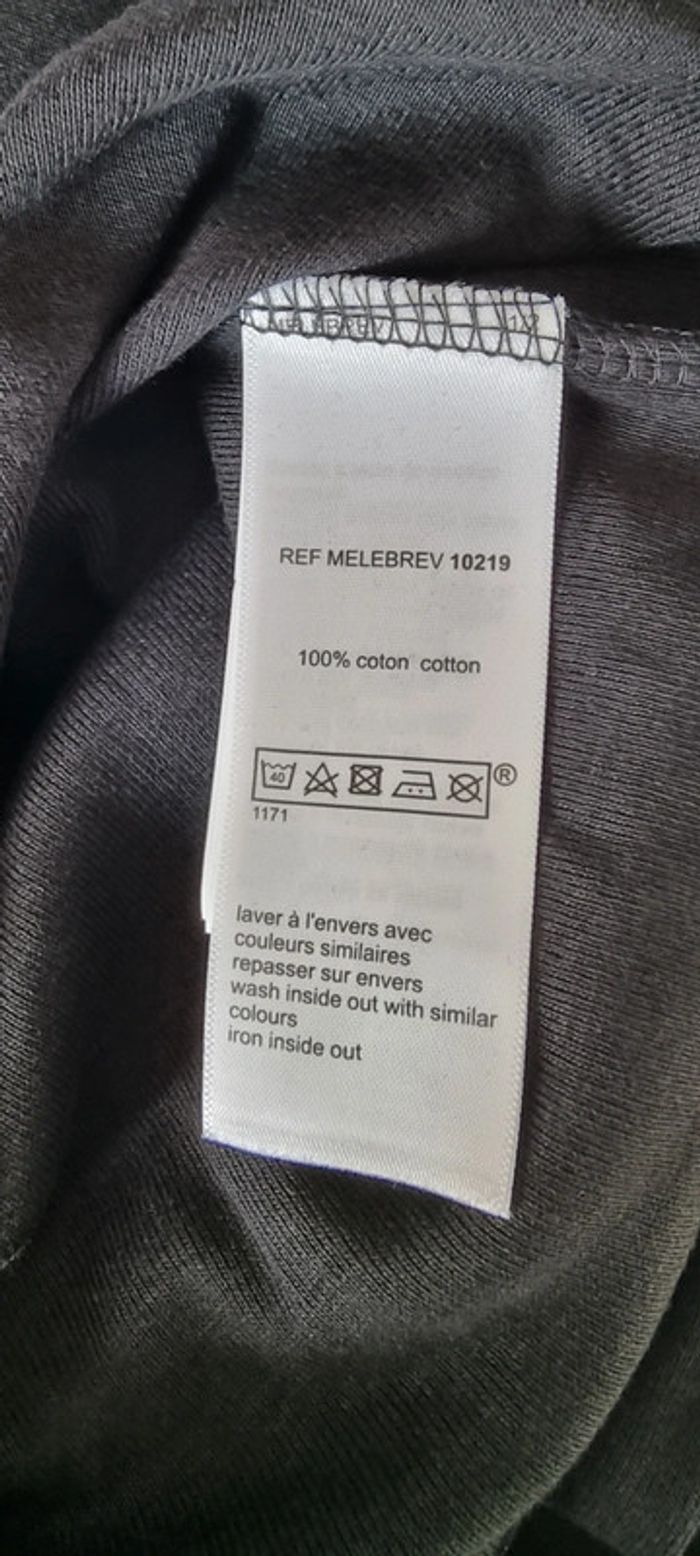 REF MELEBREV 10219
100% coton cotton
40
®
1171
laver à l'envers avec
couleurs similaires
repasser sur envers
wash inside out with similar
colours
iron inside out